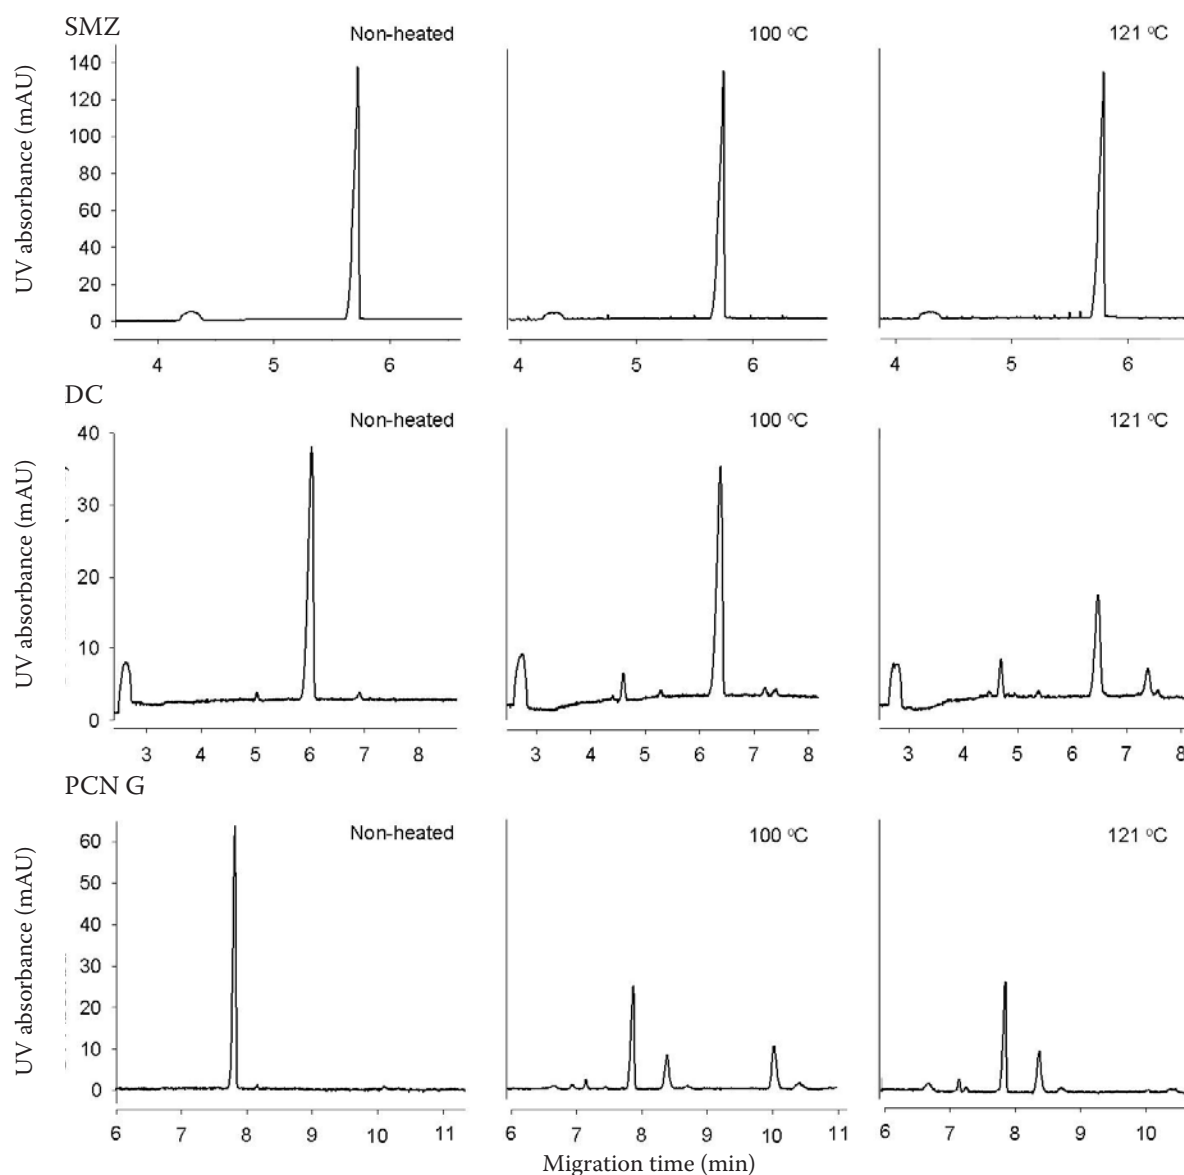 SMZ
Non-heated
100 °C
121 °C
UV absorbance (mAU)
140
120
100
80
60
40
20
0
4 5 6
4 5 6
4 5 6
DC
Non-heated
100 °C
121 °C
UV absorbance (mAU)
40
30
20
10
0
3 4 5 6 7 8
3 4 5 6 7 8
3 4 5 6 7 8
PCN G
Non-heated
100 °C
121 °C
UV absorbance (mAU)
60
50
40
30
20
10
0
6 7 8 9 10 11
6 7 8 9 10 11
6 7 8 9 10
Migration time (min)